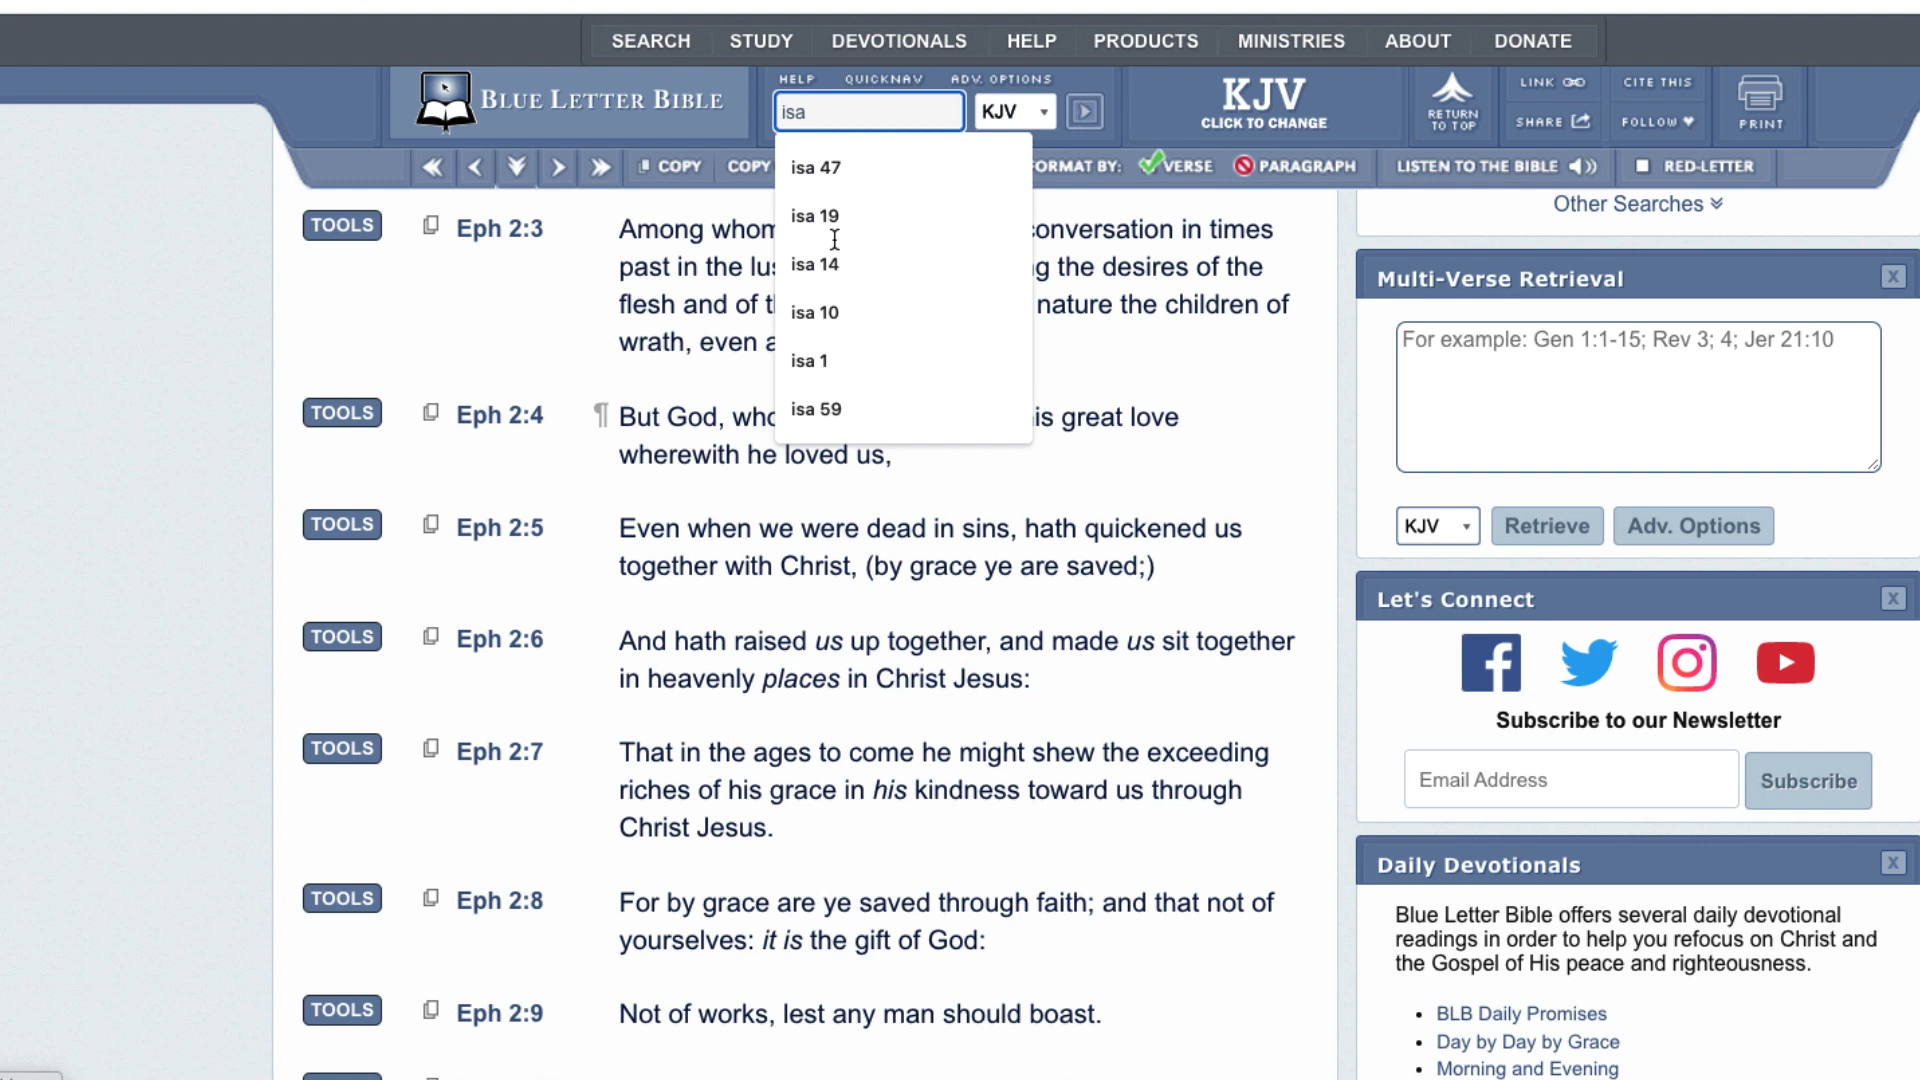 SEARCH STUDY DEVOTIONALS HELP PRODUCTS MINISTRIES ABOUT DONATE
BLUE LETTER BIBLE
HELP QUICKNAV ADV. OPTIONS
isa
KJV
KJV
CLICK TO CHANGE
RETURN
TO TOP
LINK
SHARE
CITE THIS
FOLLOW
PRINT
COPY
COPY
ORMAT BY:
VERSE
PARAGRAPH
LISTEN TO THE BIBLE
RED-LETTER
isa 47
isa 19
isa 14
isa 10
isa 1
isa 59
TOOLS Eph 2:3 Among whom conversation in times
past in the lus g the desires of the
flesh and of t nature the children of
wrath, even a
TOOLS Eph 2:4 ¶ But God, who is great love
wherewith he loved us,
TOOLS Eph 2:5 Even when we were dead in sins, hath quickened us
together with Christ, (by grace ye are saved;)
TOOLS Eph 2:6 And hath raised us up together, and made us sit together
in heavenly places in Christ Jesus:
TOOLS Eph 2:7 That in the ages to come he might shew the exceeding
riches of his grace in his kindness toward us through
Christ Jesus.
TOOLS Eph 2:8 For by grace are ye saved through faith; and that not of
yourselves: it is the gift of God:
TOOLS Eph 2:9 Not of works, lest any man should boast.
Other Searches
Multi-Verse Retrieval X
For example: Gen 1:1-15; Rev 3; 4; Jer 21:10
KJV Retrieve Adv. Options
Let's Connect X
Subscribe to our Newsletter
Email Address Subscribe
Daily Devotionals X
Blue Letter Bible offers several daily devotional
readings in order to help you refocus on Christ and
the Gospel of His peace and righteousness.
• BLB Daily Promises
• Day by Day by Grace
• Morning and Evening